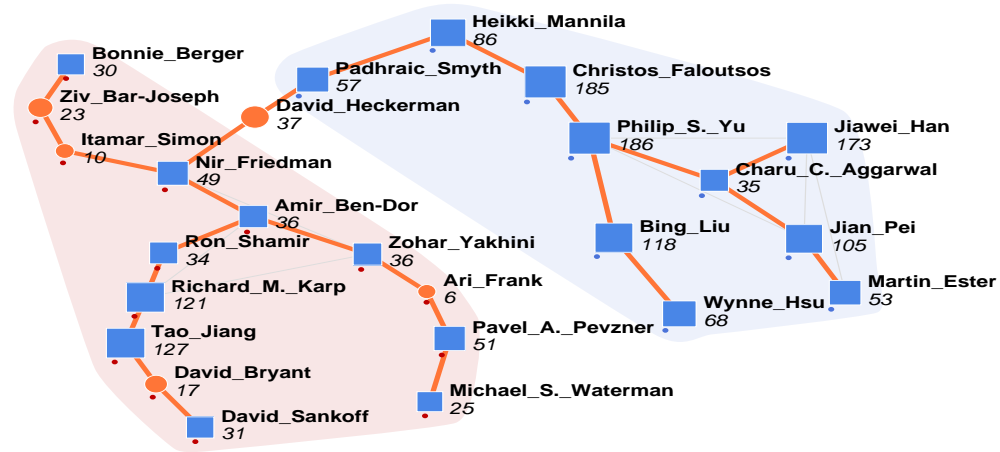 Heikki_Mannila
86
Bonnie_Berger
30
Padhraic_Smyth
57
Christos_Faloutsos
185
Ziv_Bar-Joseph
23
David_Heckerman
37
Philip_S._Yu
186
Jiawei_Han
173
Itamar_Simon
10
Nir_Friedman
49
Charu_C._Aggarwal
35
Amir_Ben-Dor
36
Bing_Liu
118
Jian_Pei
105
Ron_Shamir
34
Zohar_Yakhini
36
Richard_M._Karp
121
Ari_Frank
6
Martin_Ester
53
Wynne_Hsu
68
Tao_Jiang
127
Pavel_A._Pevzner
51
David_Bryant
17
Michael_S._Waterman
25
David_Sankoff
31